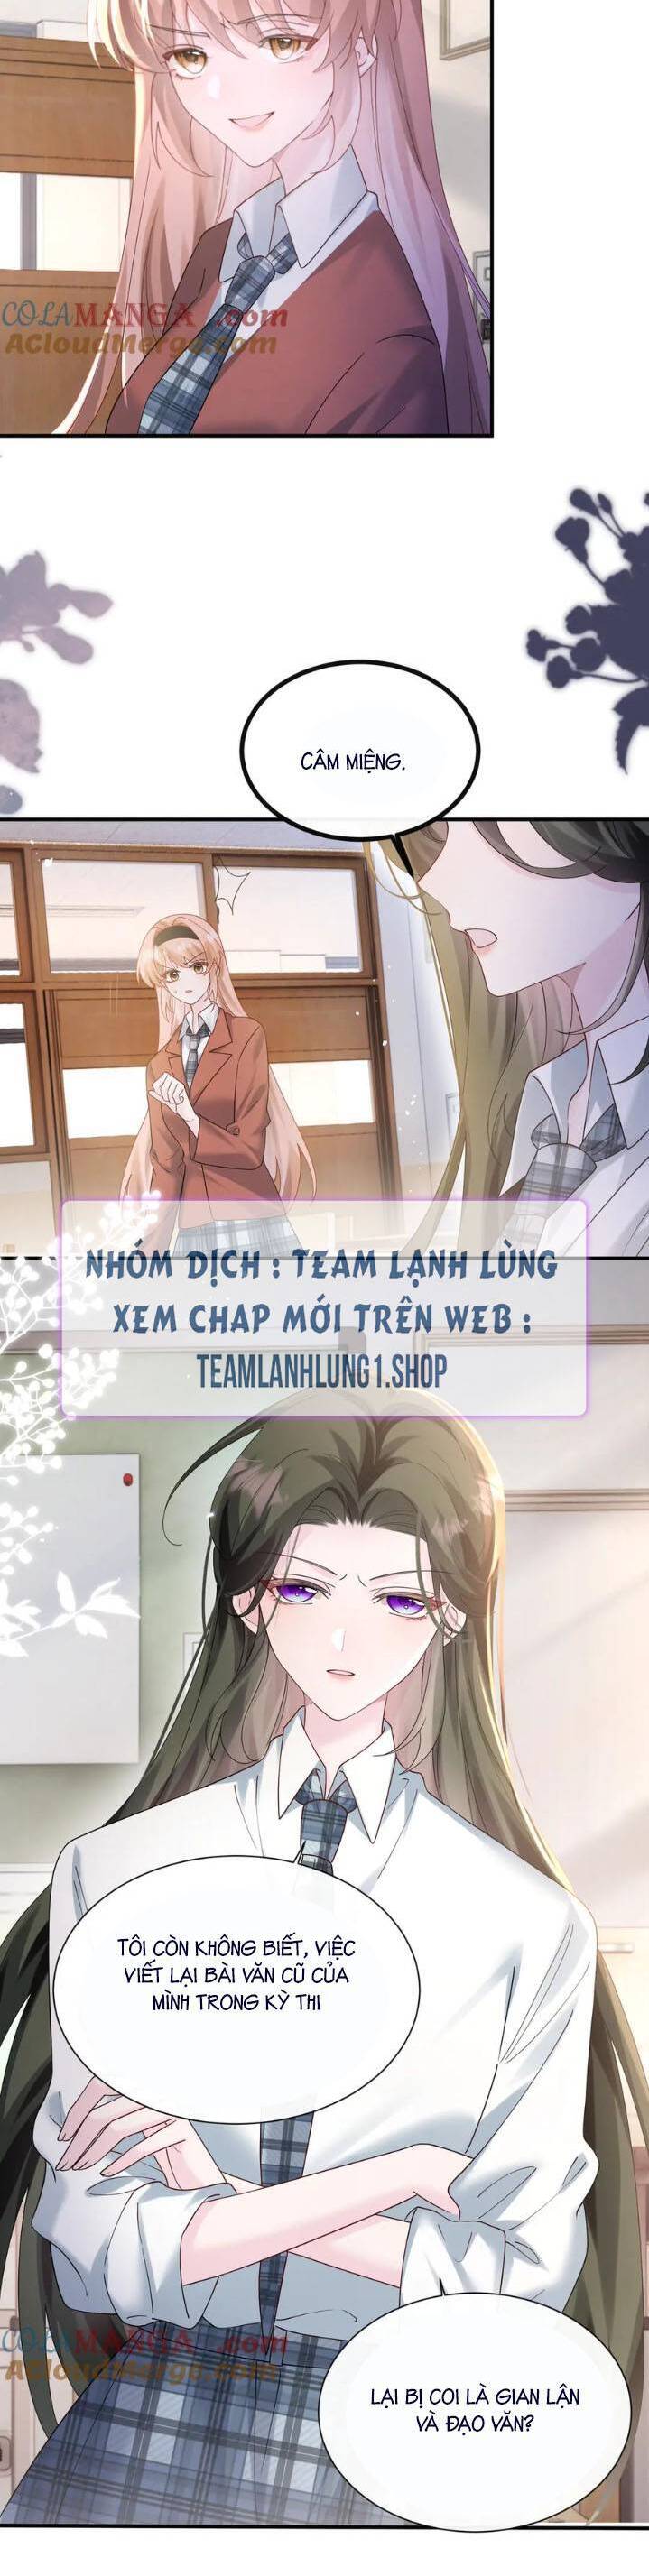 COLAMANGA.com
AcloudMerge.com
CÂM MIỆNG.
NHÓM DỊCH : TEAM LẠNH LÙNG
XEM CHAP MỚI TRÊN WEB :
TEAMLANHLUNG1.SHOP
TÔI CÒN KHÔNG BIẾT, VIỆC
VIẾT LẠI BÀI VĂN CŨ CỦA
MÌNH TRONG KỲ THI
COLAMANGA.com
AcloudMerge.com
LẠI BỊ COI LÀ GIAN LẬN
VÀ ĐẠO VĂN?